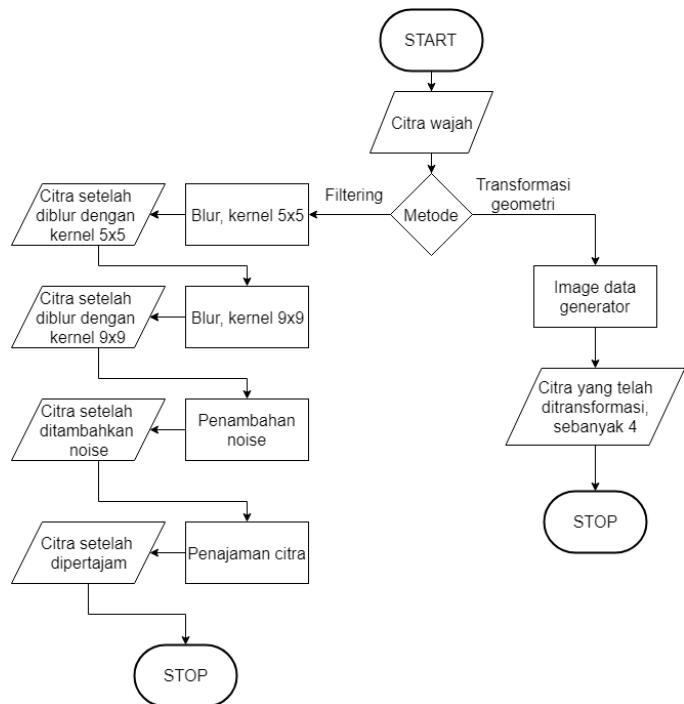 START
Citra wajah
Metode
Filtering
Transformasi
geometri
Blur, kernel 5x5
Citra setelah
diblur dengan
kernel 5x5
Blur, kernel 9x9
Citra setelah
diblur dengan
kernel 9x9
Penambahan
noise
Citra setelah
ditambahkan
noise
Penajaman citra
Citra setelah
dipertajam
STOP
Image data
generator
Citra yang telah
ditransformasi,
sebanyak 4
STOP